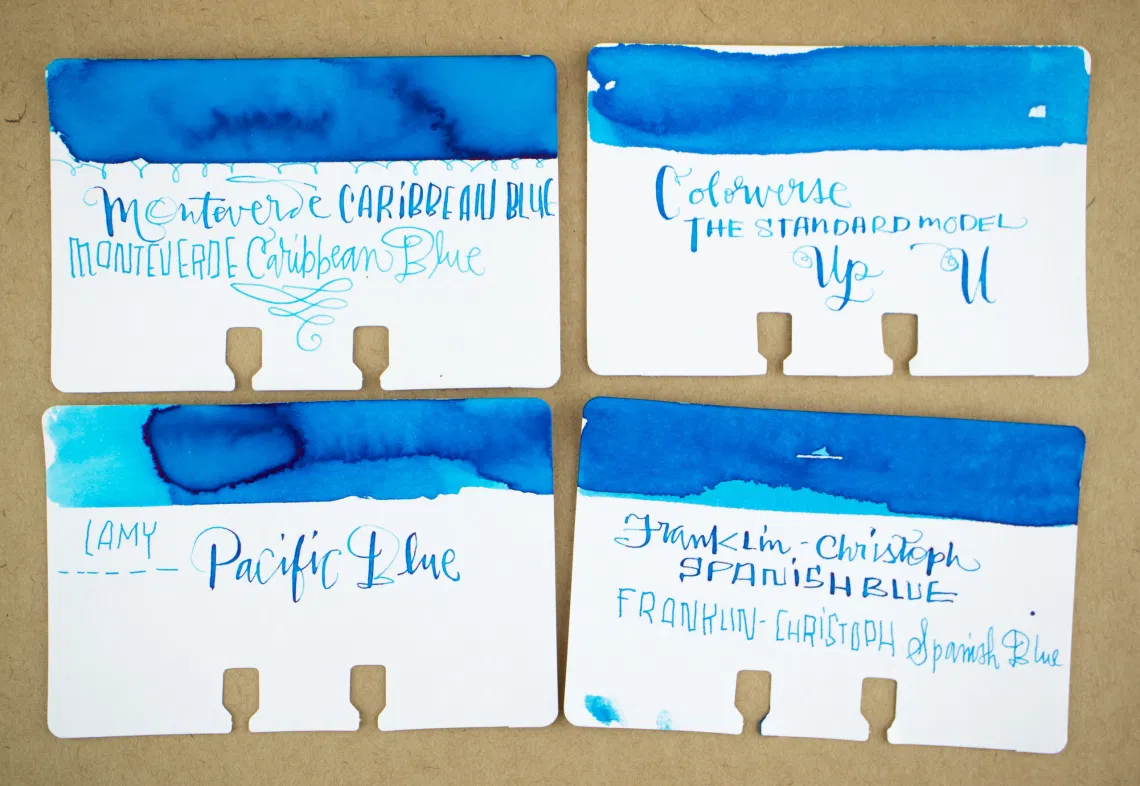 Monteverde CARiBBEAN BLUE
MONTEVERDE Caribbean Blue
Colorverse
THE STANDARD MODEL
Up U
LAMY
Pacific Blue
Franklin-Christoph
SPANiSH BLUE
FRANKLIN-CHRiSTOPH Spanish Blue